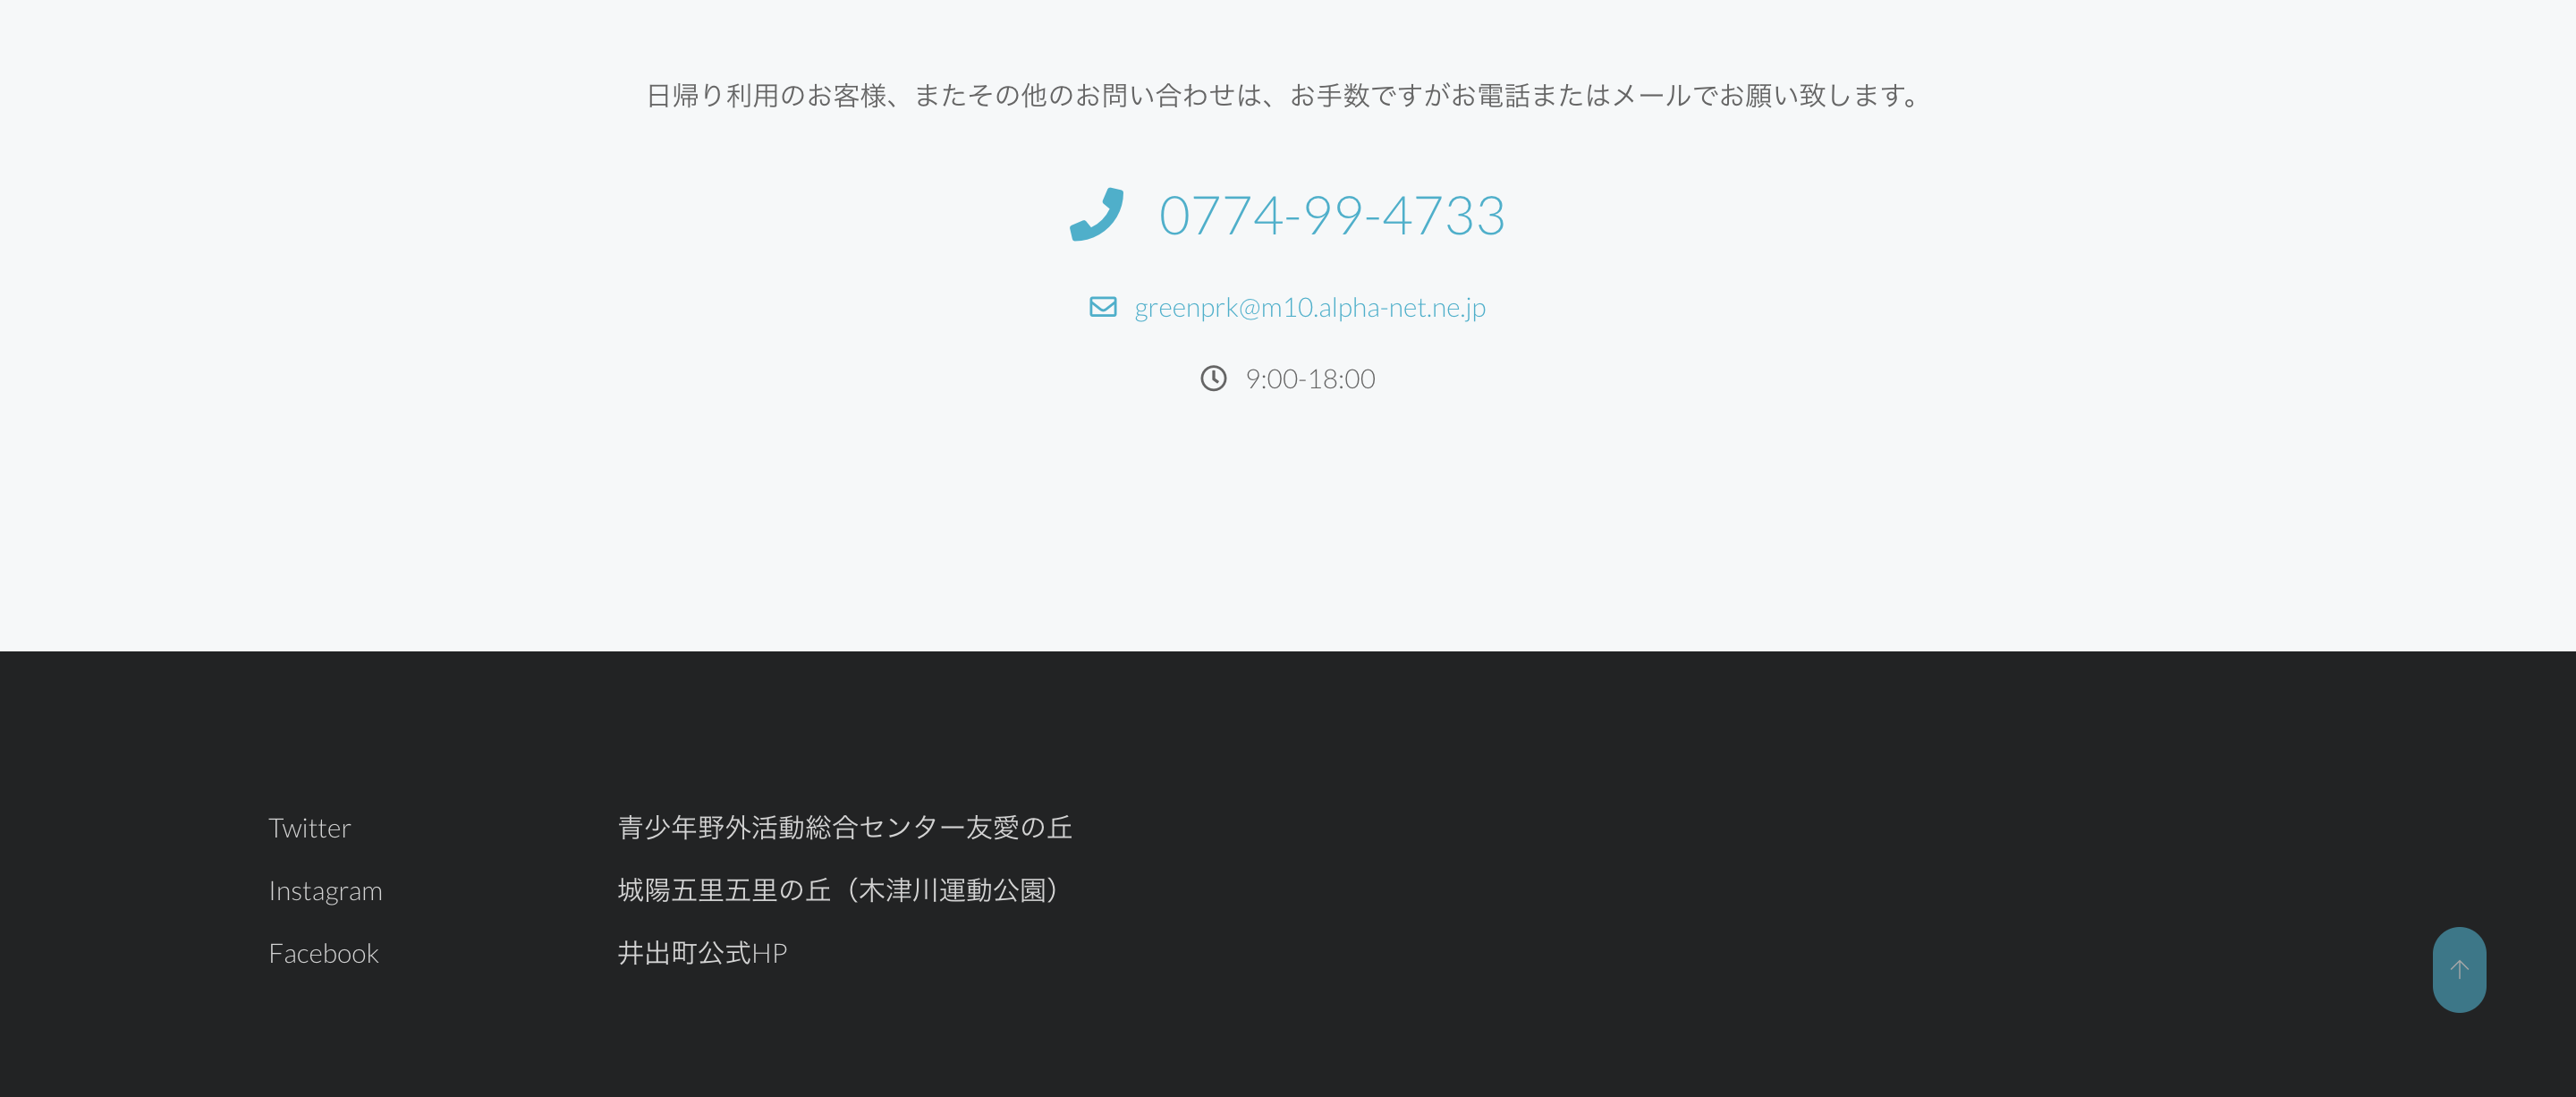 日帰り利用のお客様、またその他のお問い合わせは、お手数ですがお電話またはメールでお願い致します。
0774-99-4733
greenprk@m10.alpha-net.ne.jp
9:00-18:00
Twitter
青少年野外活動総合センター友愛の丘
Instagram
城陽五里五里の丘（木津川運動公園）
Facebook
井出町公式HP